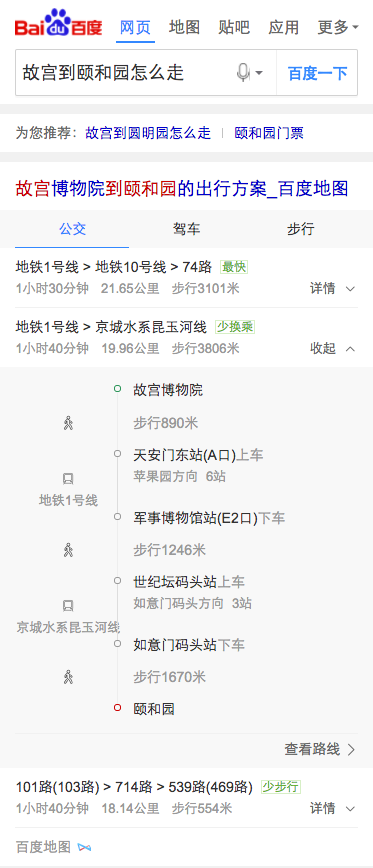 Bai du 百度 网页 地图 贴吧 应用 更多
故宫到颐和园怎么走 百度一下
为您推荐： 故宫到圆明园怎么走 颐和园门票
故宫博物院到颐和园的出行方案_百度地图
公交 驾车 步行
地铁1号线 > 地铁10号线 > 74路 最快
1小时30分钟 21.65公里 步行3101米 详情
地铁1号线 > 京城水系昆玉河线 少换乘
1小时40分钟 19.96公里 步行3806米 收起
故宫博物院
步行890米
天安门东站(A口)上车
苹果园方向 6站
地铁1号线
军事博物馆站(E2口)下车
步行1246米
世纪坛码头站上车
如意门码头方向 3站
京城水系昆玉河线
如意门码头站下车
步行1670米
颐和园
查看路线
101路(103路) > 714路 > 539路(469路) 少步行
1小时40分钟 18.14公里 步行554米 详情
百度地图